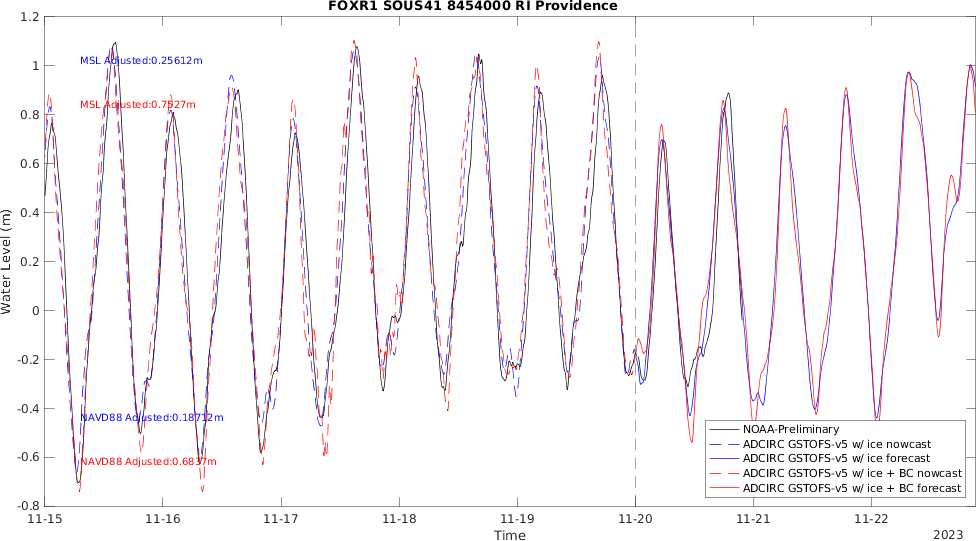 FOXR1 SOUS41 8454000 RI Providence
1.2
1
0.8
0.6
0.4
0.2
0
-0.2
-0.4
-0.6
-0.8
Water Level (m)
MSL Adjusted:0.25612m
MSL Adjusted:0.7527m
NAVD88 Adjusted:0.18712m
NAVD88 Adjusted:0.6837m
NOAA-Preliminary
ADCIRC GSTOFS-v5 w/ ice nowcast
ADCIRC GSTOFS-v5 w/ ice forecast
ADCIRC GSTOFS-v5 w/ ice + BC nowcast
ADCIRC GSTOFS-v5 w/ ice + BC forecast
11-15 11-16 11-17 11-18 11-19 11-20 11-21 11-22
Time
2023